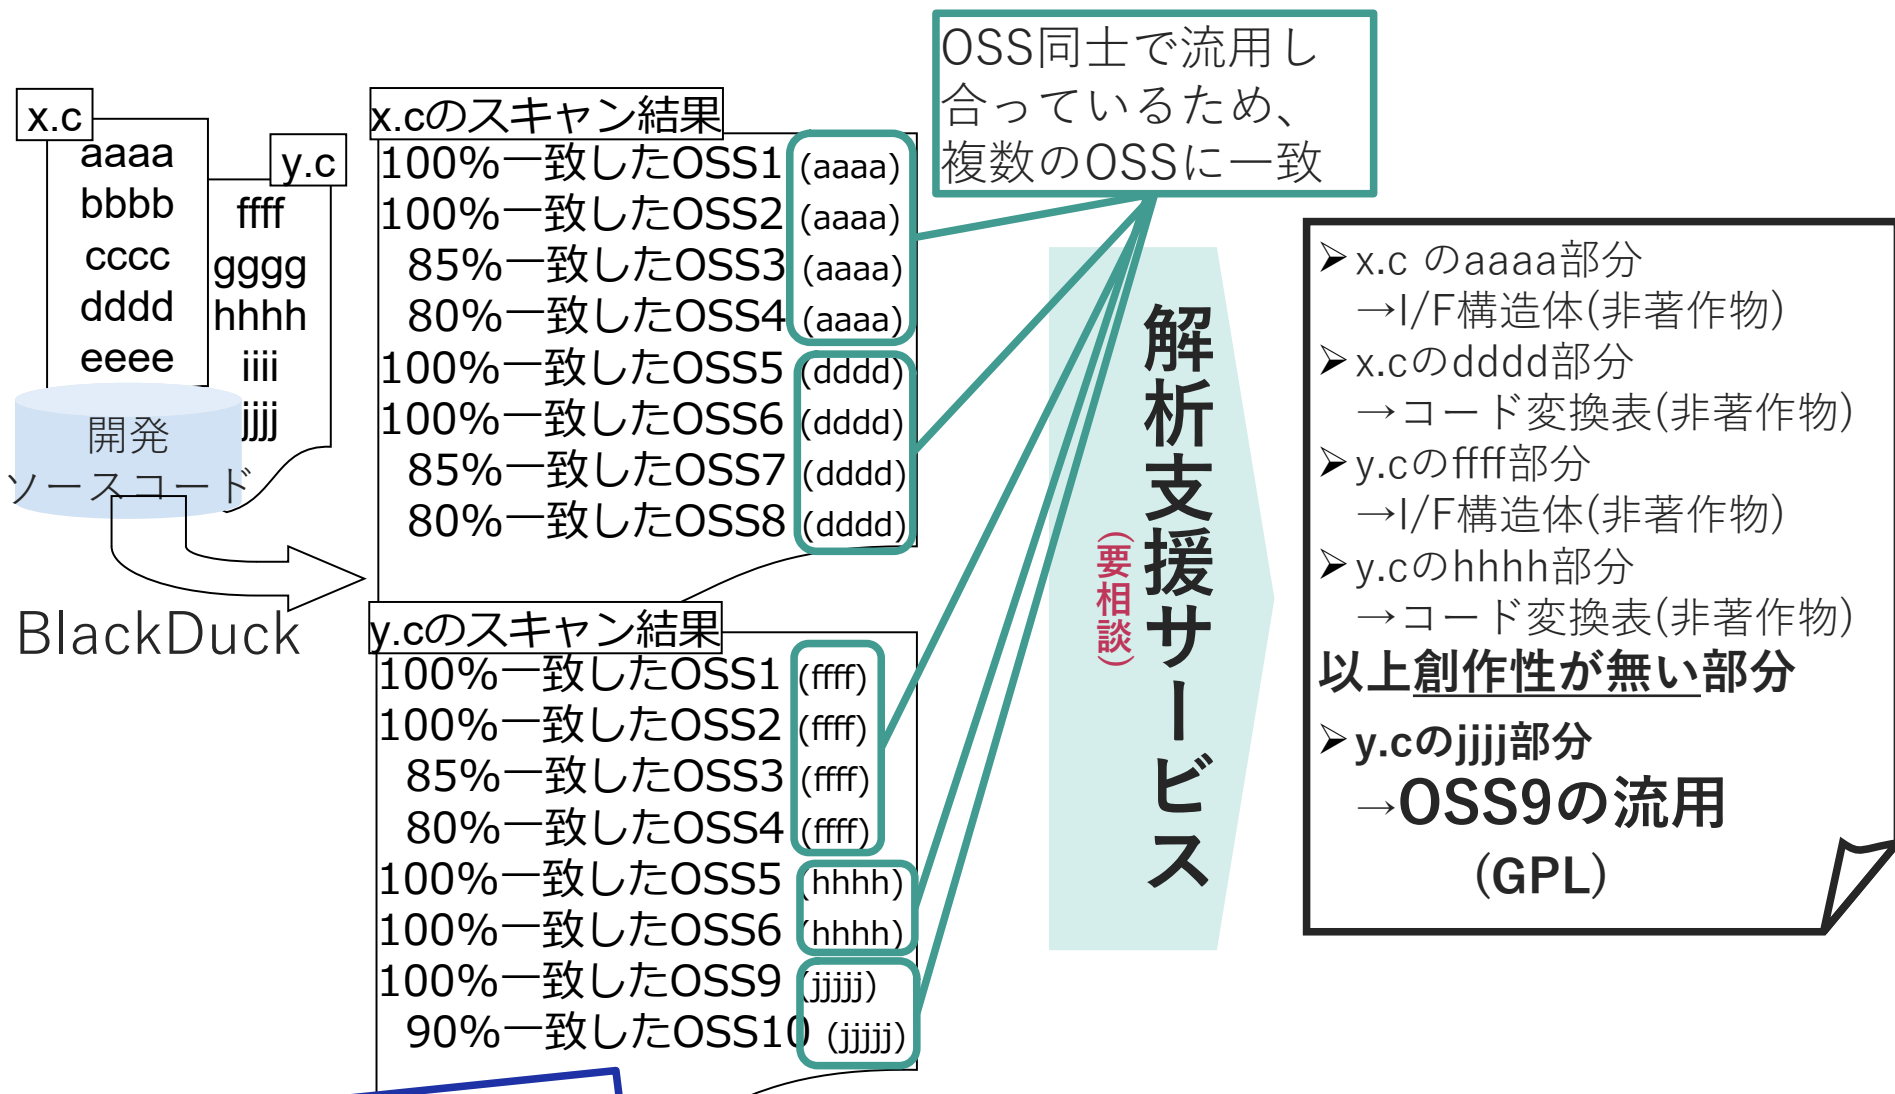 x.c
aaaa
bbbb
cccc
dddd
eeee
y.c
ffff
gggg
hhhh
iiii
jjjj
開発
ソースコード
BlackDuck
x.cのスキャン結果
100%一致したOSS1 (aaaa)
100%一致したOSS2 (aaaa)
85%一致したOSS3 (aaaa)
80%一致したOSS4 (aaaa)
100%一致したOSS5 (dddd)
100%一致したOSS6 (dddd)
85%一致したOSS7 (dddd)
80%一致したOSS8 (dddd)
y.cのスキャン結果
100%一致したOSS1 (ffff)
100%一致したOSS2 (ffff)
85%一致したOSS3 (ffff)
80%一致したOSS4 (ffff)
100%一致したOSS5 (hhhh)
100%一致したOSS6 (hhhh)
100%一致したOSS9 (jjjjj)
90%一致したOSS10 (jjjjj)
OSS同士で流用し
合っているため、
複数のOSSに一致
解析支援サービス
(要相談)
➢x.c のaaaa部分
→I/F構造体(非著作物)
➢x.cのdddd部分
→コード変換表(非著作物)
➢y.cのffff部分
→I/F構造体(非著作物)
➢y.cのhhhh部分
→コード変換表(非著作物)
以上創作性が無い部分
➢y.cのjjjj部分
→OSS9の流用
(GPL)